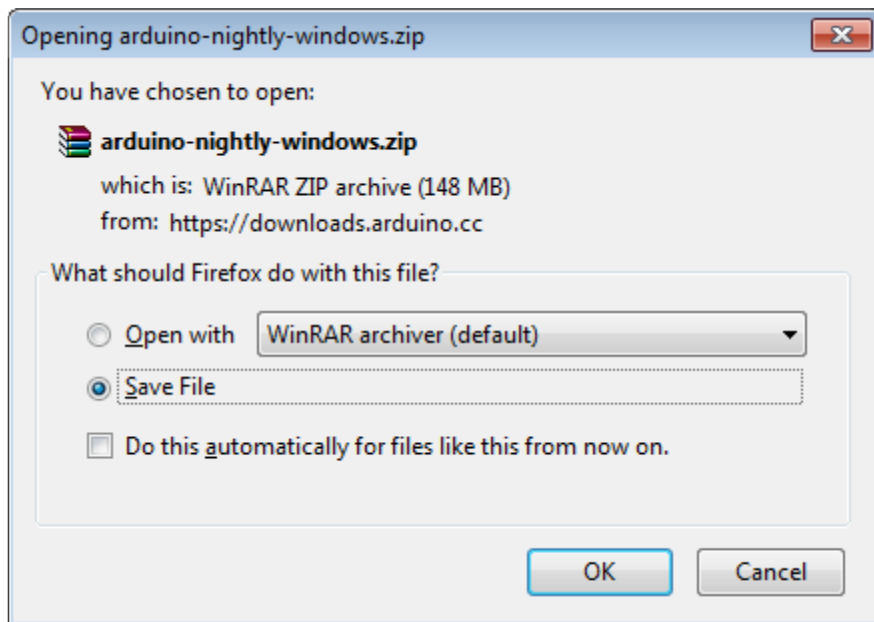 Opening arduino-nightly-windows.zip
You have chosen to open:
arduino-nightly-windows.zip
which is: WinRAR ZIP archive (148 MB)
from: https://downloads.arduino.cc
What should Firefox do with this file?
Open with WinRAR archiver (default)
Save File
Do this automatically for files like this from now on.
OK Cancel